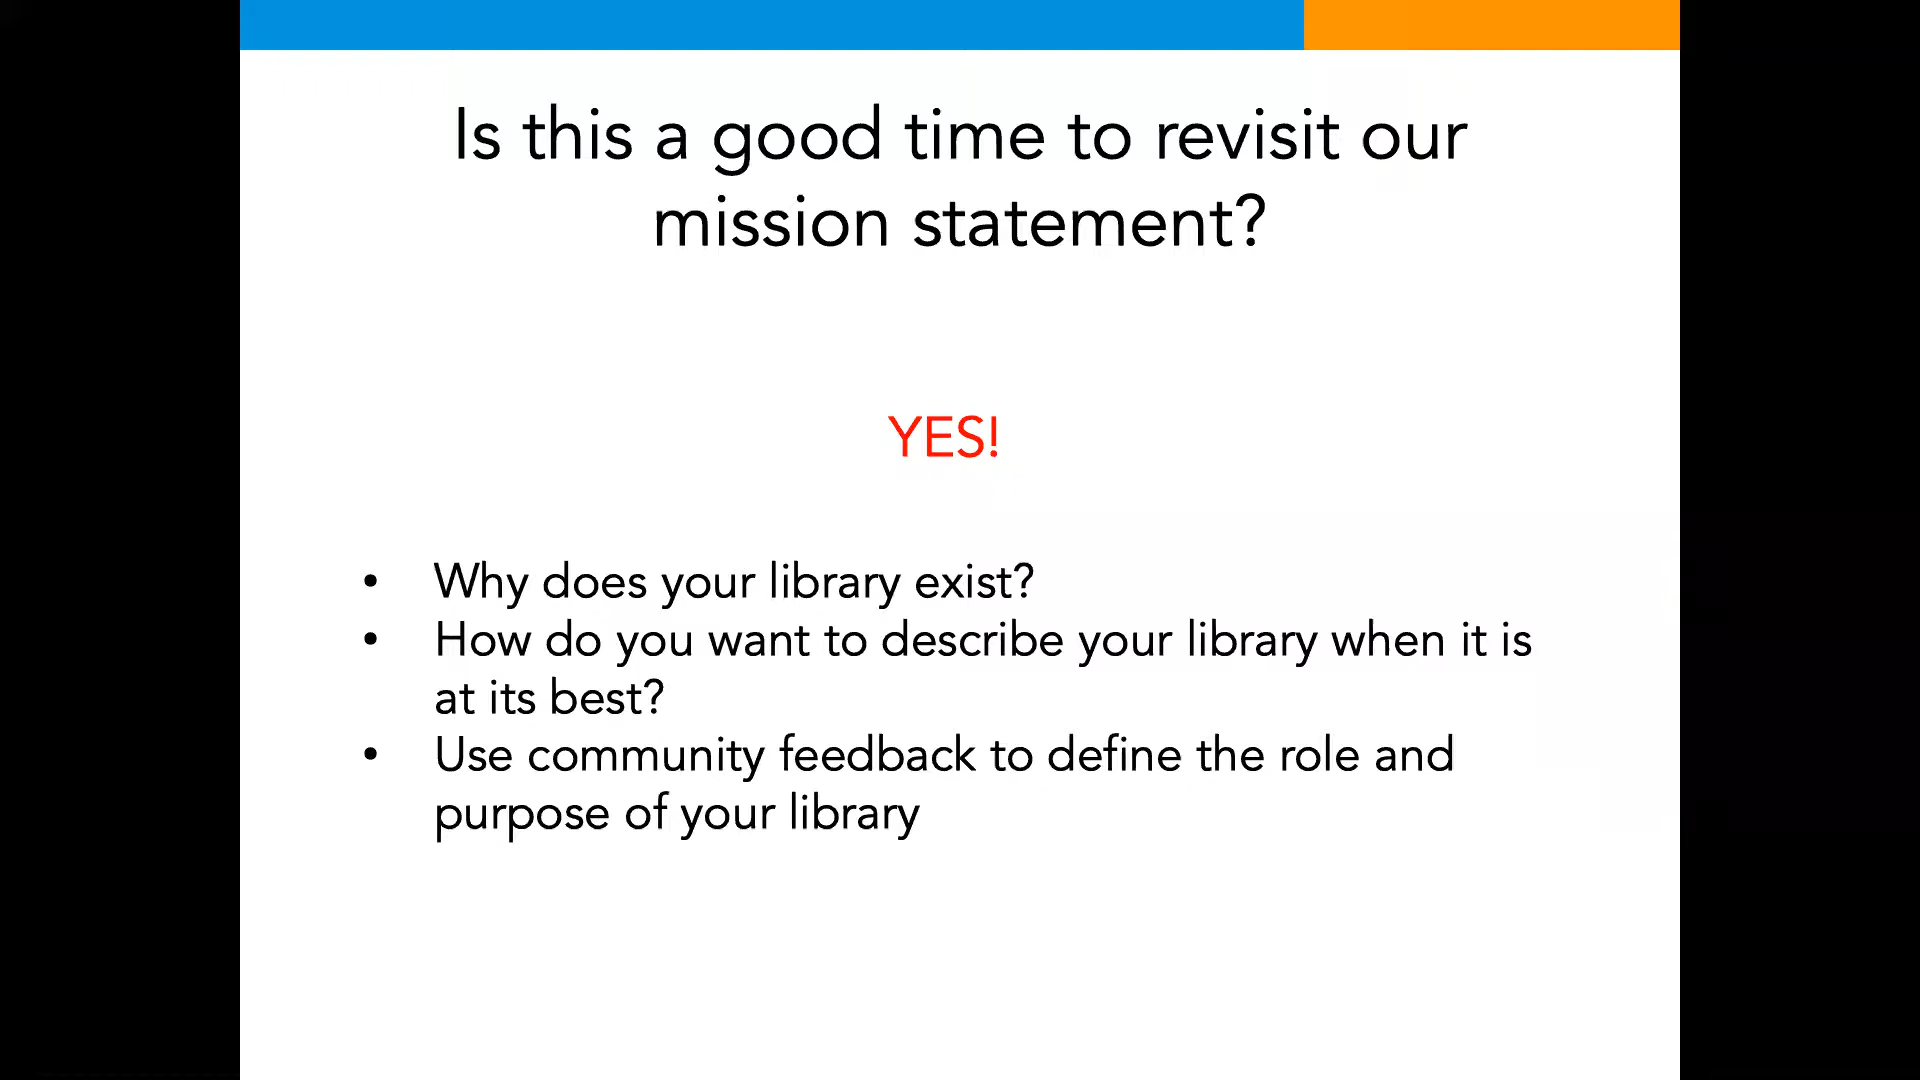 Is this a good time to revisit our
mission statement?
YES!
• Why does your library exist?
• How do you want to describe your library when it is
at its best?
• Use community feedback to define the role and
purpose of your library